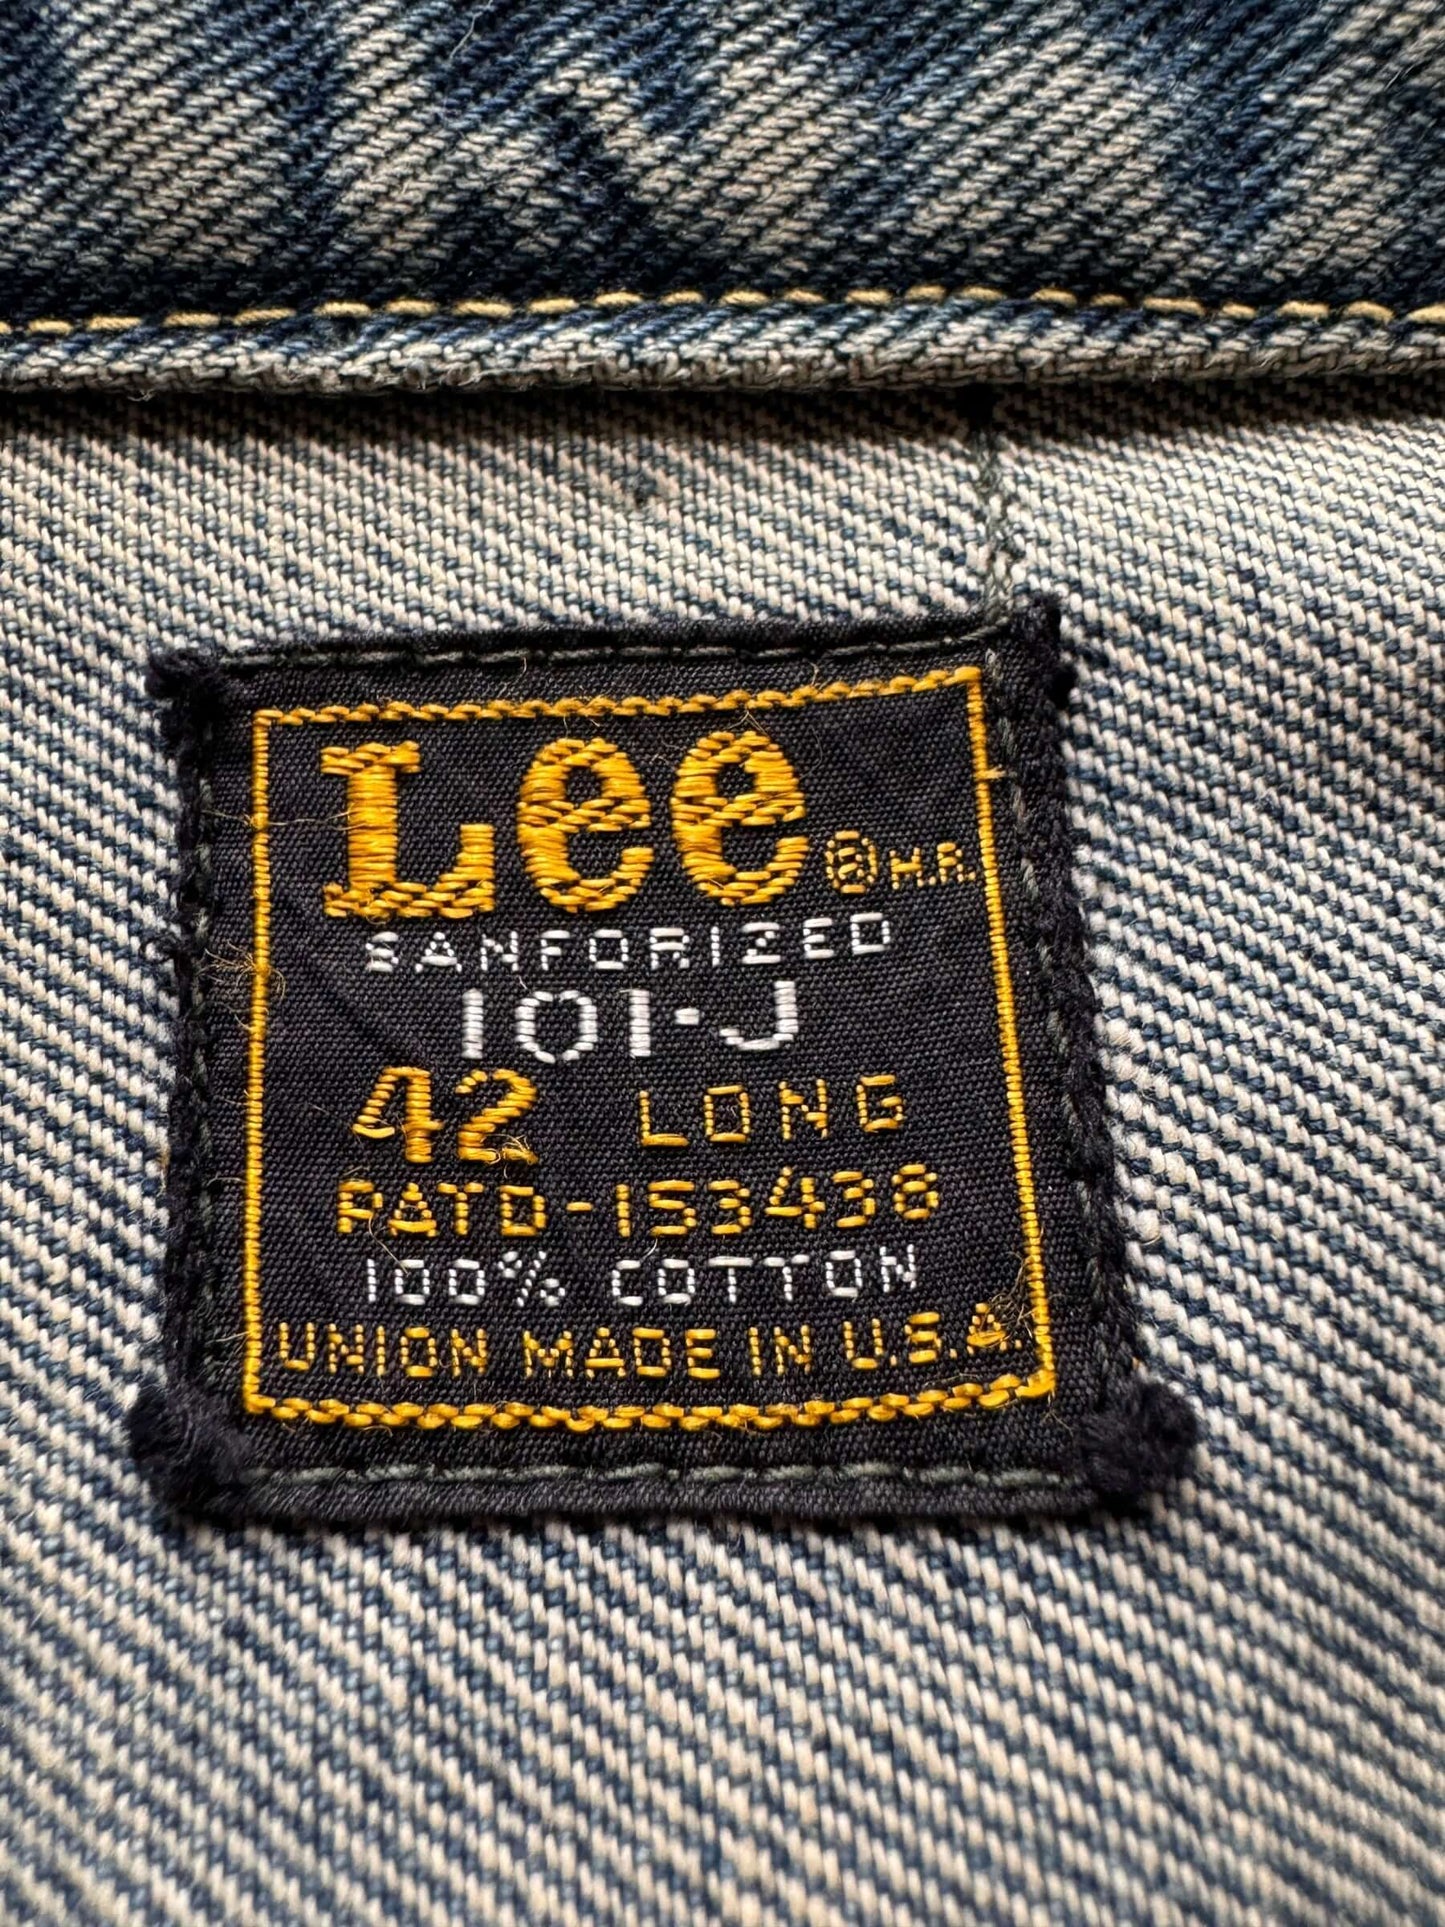 Lee ® M.R.
SANFORIZED
101-J
42 LONG
PATD-153438
100% COTTON
UNION MADE IN U.S.A.